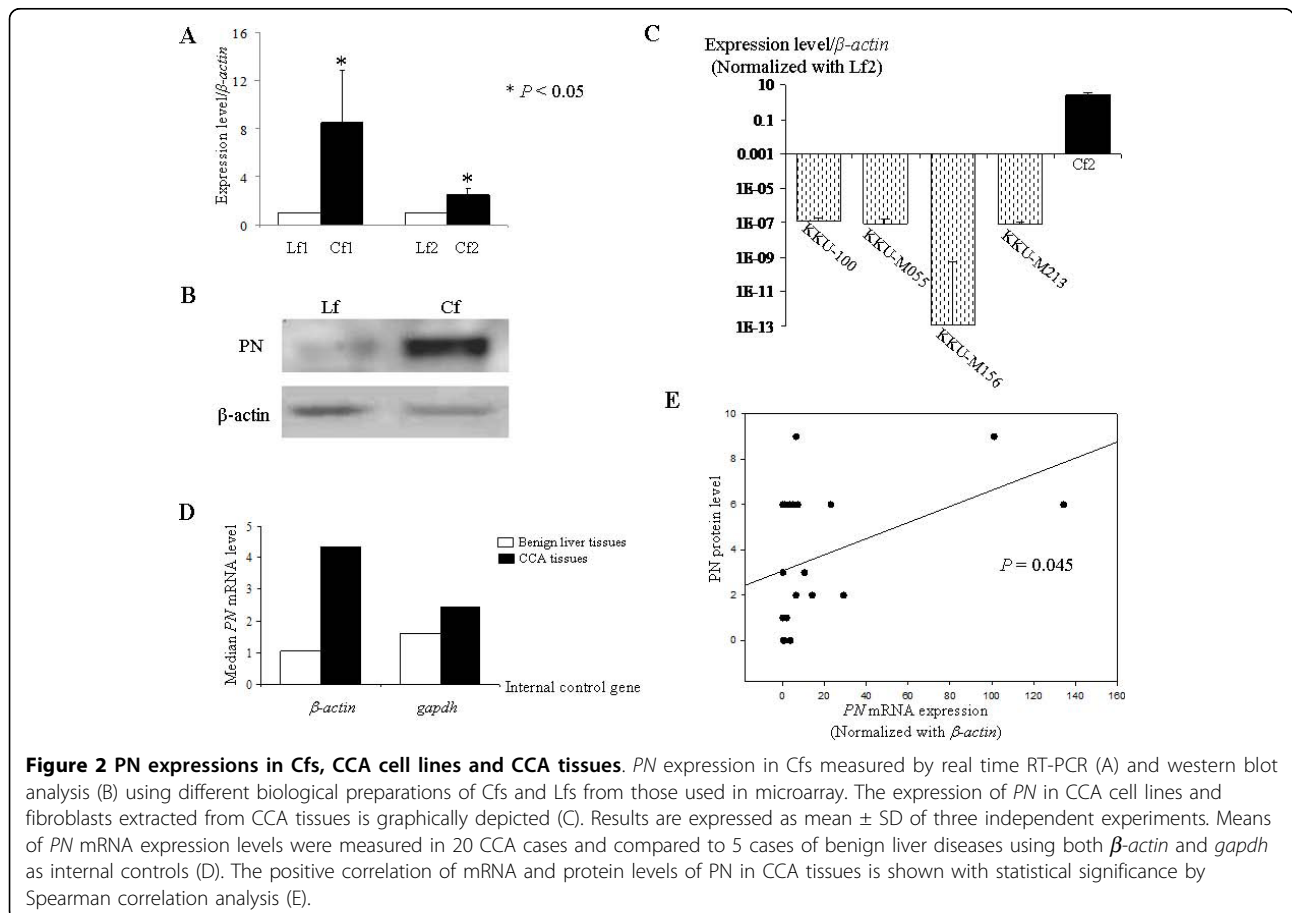 A
16
12
8
4
0
Expression level/β-actin
*
*
* P < 0.05
Lf1
Cf1
Lf2
Cf2
B
Lf
Cf
PN
β-actin
C
Expression level/β-actin
(Normalized with Lf2)
10
0.1
0.001
1E-05
1E-07
1E-09
1E-11
1E-13
KKU-100
KKU-M055
KKU-M156
KKU-M213
Cf2
D
Median PN mRNA level
5
4
3
2
1
0
Benign liver tissues
CCA tissues
β-actin
gapdh
Internal control gene
E
PN protein level
10
8
6
4
2
0
P = 0.045
0
20
40
60
80
100
120
140
160
PN mRNA expression
(Normalized with β-actin)
Figure 2 PN expressions in Cfs, CCA cell lines and CCA tissues. PN expression in Cfs measured by real time RT-PCR (A) and western blot
analysis (B) using different biological preparations of Cfs and Lfs from those used in microarray. The expression of PN in CCA cell lines and
fibroblasts extracted from CCA tissues is graphically depicted (C). Results are expressed as mean ± SD of three independent experiments. Means
of PN mRNA expression levels were measured in 20 CCA cases and compared to 5 cases of benign liver diseases using both β-actin and gapdh
as internal controls (D). The positive correlation of mRNA and protein levels of PN in CCA tissues is shown with statistical significance by
Spearman correlation analysis (E).